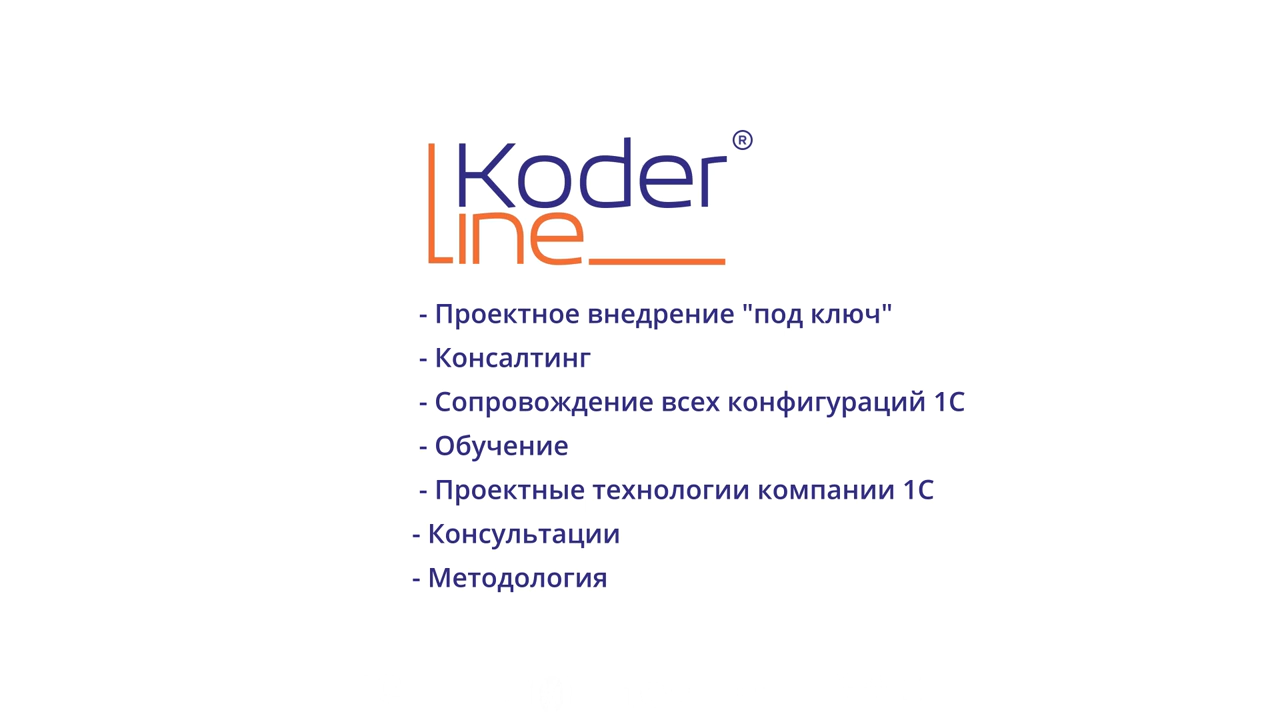 Koder®
Line
- Проектное внедрение "под ключ"
- Консалтинг
- Сопровождение всех конфигураций 1С
- Обучение
- Проектные технологии компании 1С
- Консультации
- Методология